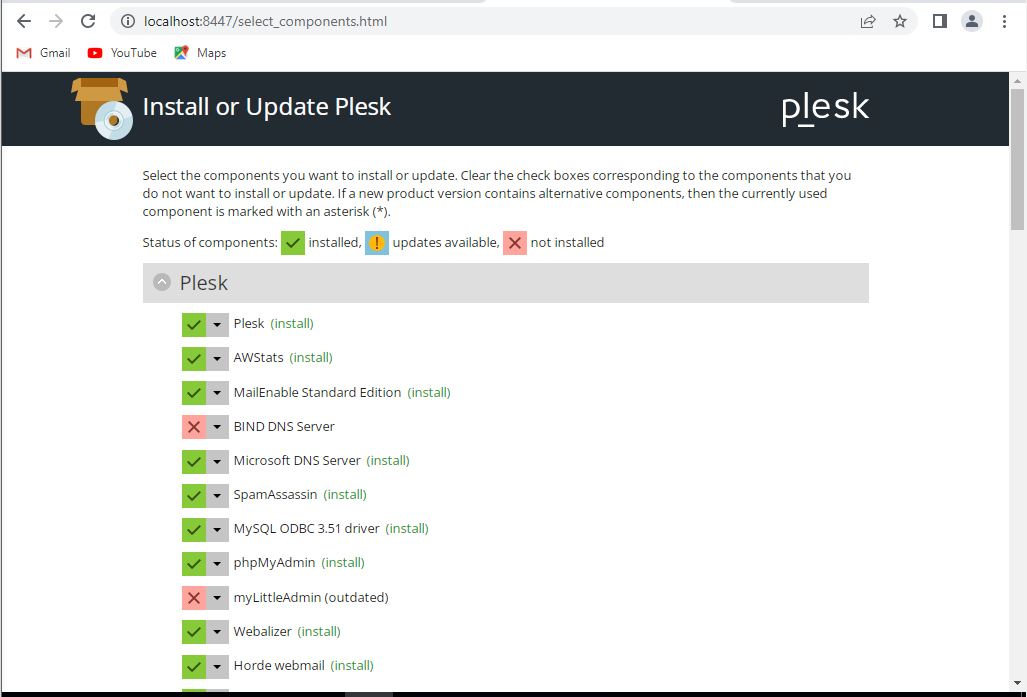 localhost:8447/select_components.html
Gmail YouTube Maps
Install or Update Plesk
plesk
Select the components you want to install or update. Clear the check boxes corresponding to the components that you
do not want to install or update. If a new product version contains alternative components, then the currently used
component is marked with an asterisk (*).
Status of components: installed, updates available, not installed
Plesk
Plesk (install)
AWStats (install)
MailEnable Standard Edition (install)
BIND DNS Server
Microsoft DNS Server (install)
SpamAssassin (install)
MySQL ODBC 3.51 driver (install)
phpMyAdmin (install)
myLittleAdmin (outdated)
Webalizer (install)
Horde webmail (install)